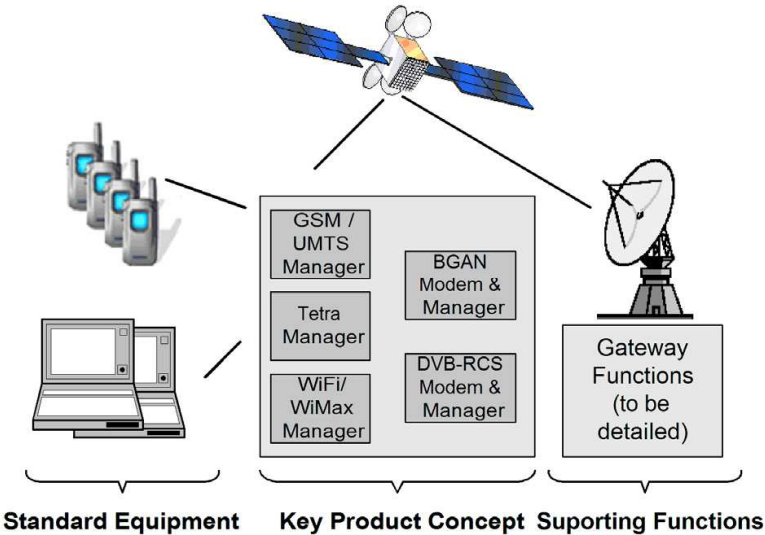 GSM /
UMTS
Manager
Tetra
Manager
WiFi/
WiMax
Manager
BGAN
Modem &
Manager
DVB-RCS
Modem &
Manager
Gateway
Functions
(to be
detailed)
Standard Equipment
Key Product Concept
Suporting Functions